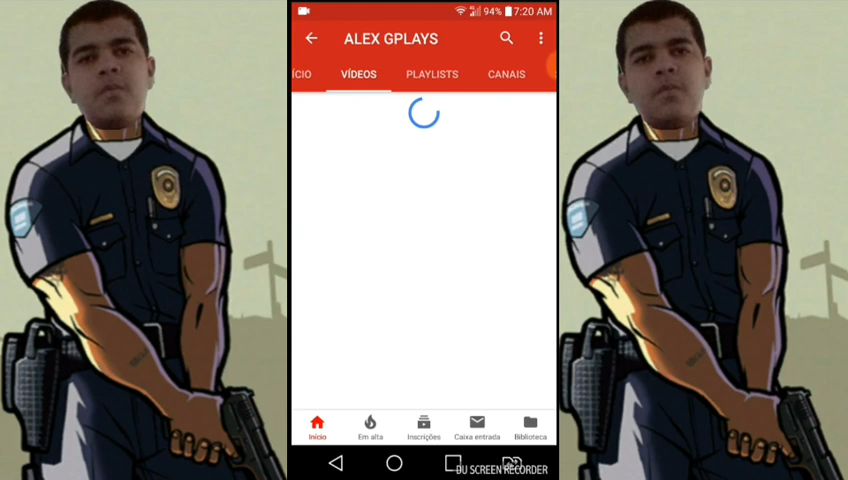 94% 7:20 AM
ALEX GPLAYS
ÍCIO VÍDEOS PLAYLISTS CANAIS
Início Em alta Inscrições Caixa entrada Biblioteca
DU SCREEN RECORDER